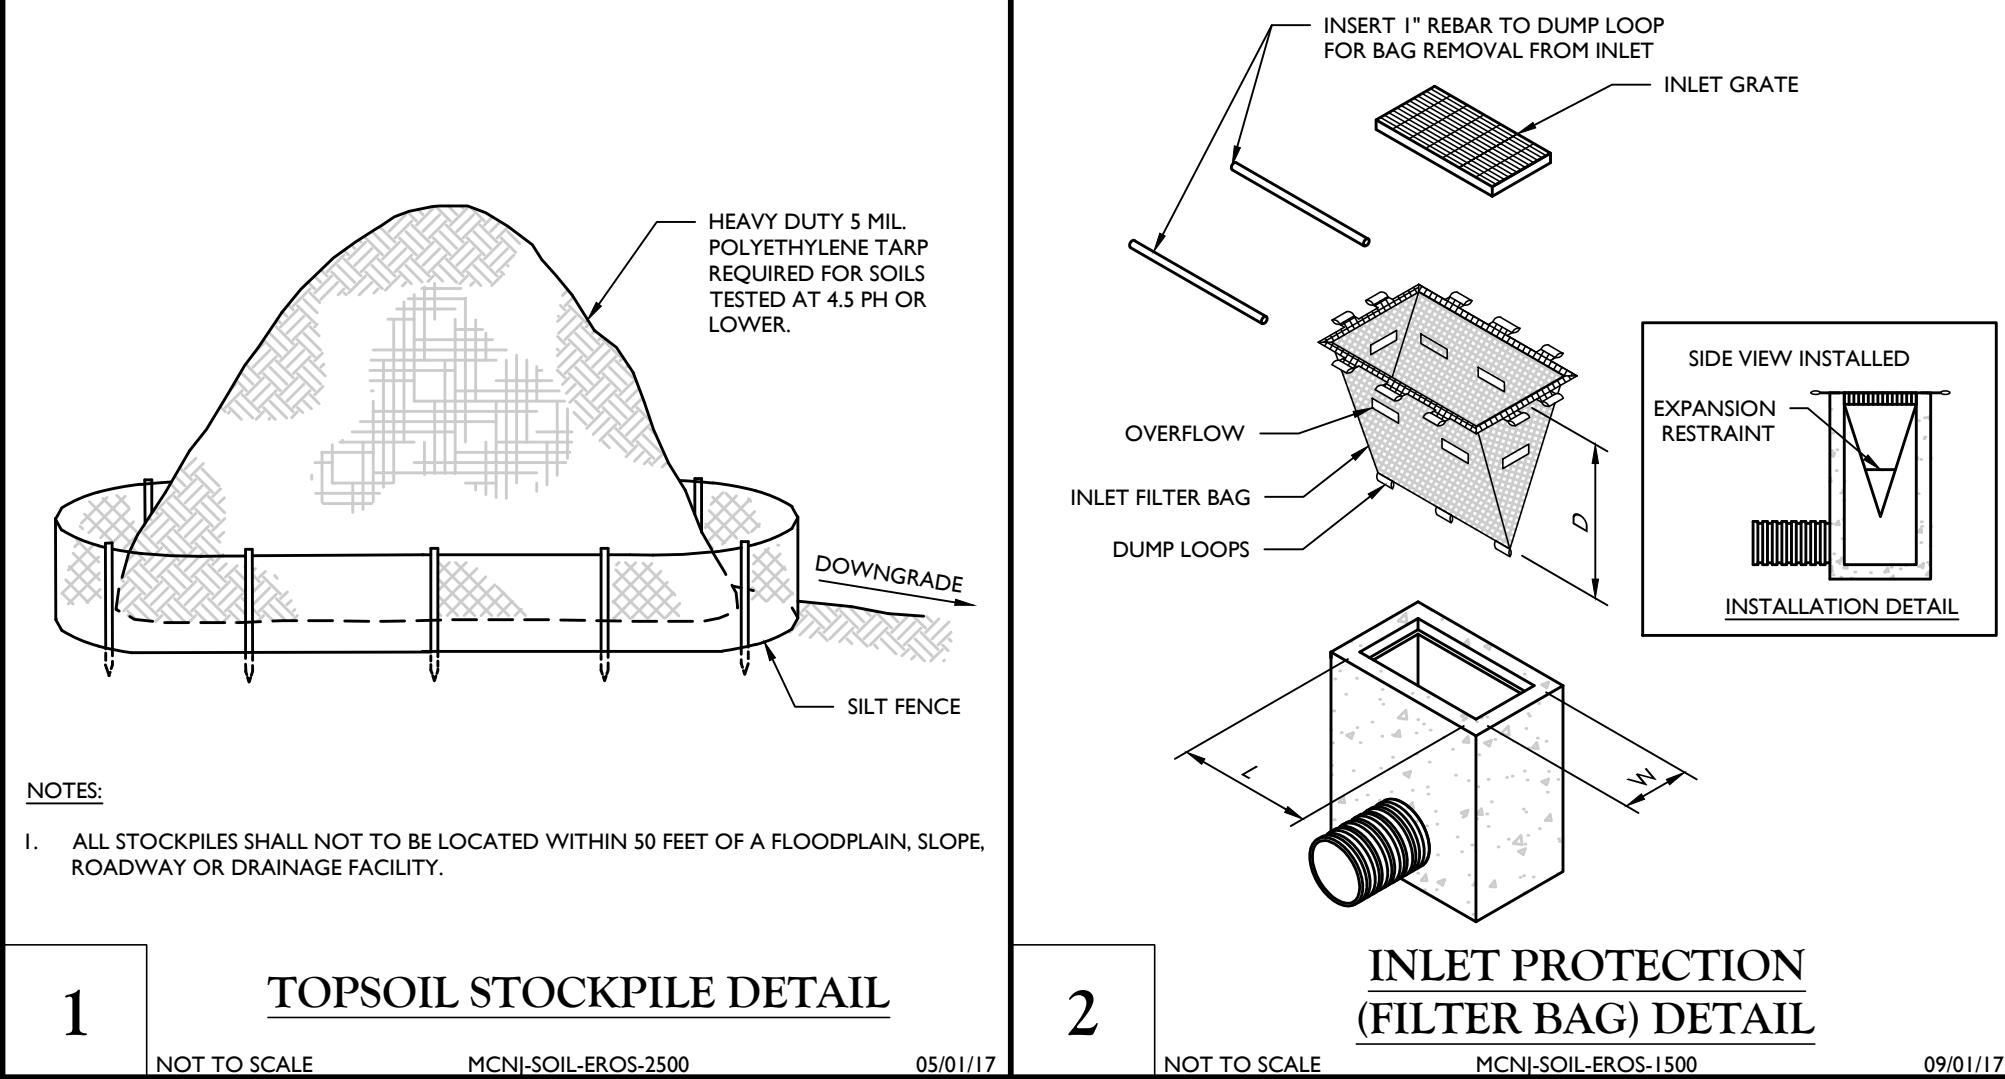 HEAVY DUTY 5 MIL.
POLYETHYLENE TARP
REQUIRED FOR SOILS
TESTED AT 4.5 PH OR
LOWER.
DOWNGRADE
SILT FENCE
NOTES:
1. ALL STOCKPILES SHALL NOT TO BE LOCATED WITHIN 50 FEET OF A FLOODPLAIN, SLOPE,
ROADWAY OR DRAINAGE FACILITY.
1
TOPSOIL STOCKPILE DETAIL
NOT TO SCALE MCNJ-SOIL-EROS-2500 05/01/17
INSERT 1" REBAR TO DUMP LOOP
FOR BAG REMOVAL FROM INLET
INLET GRATE
OVERFLOW
INLET FILTER BAG
DUMP LOOPS
D
SIDE VIEW INSTALLED
EXPANSION
RESTRAINT
INSTALLATION DETAIL
L
W
2
INLET PROTECTION
(FILTER BAG) DETAIL
NOT TO SCALE MCNJ-SOIL-EROS-1500 09/01/17